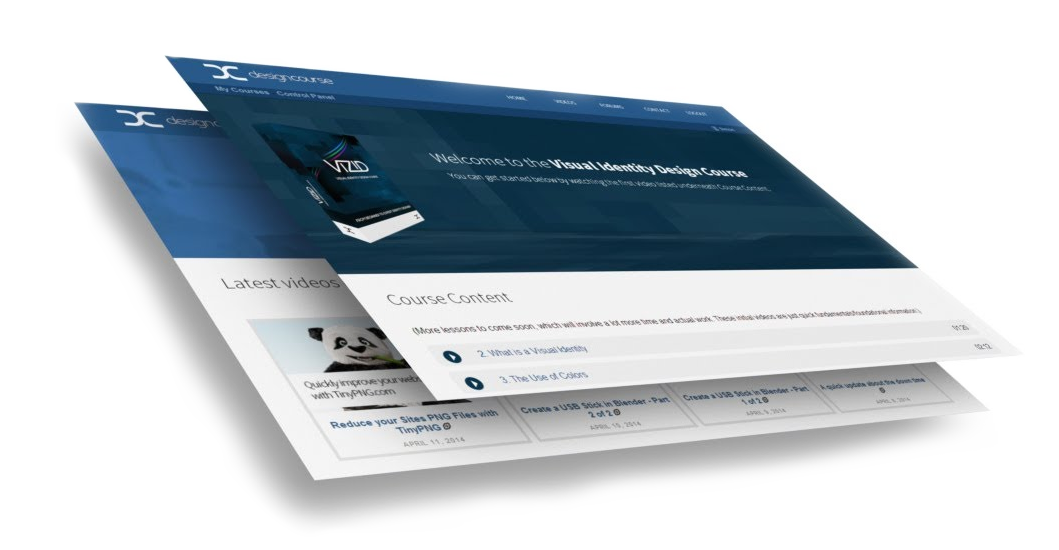 designcourse
My Courses Control Panel
HOME VIDEOS FORUMS CONTACT LOGOUT
VIZID
Welcome to the Visual Identity Design Course
You can get started below by watching the first video listed underneath Course Content.
Course Content
(More lessons to come soon, which will involve a lot more time and actual work. These initial videos are just quick fundamental/foundational information.)
2. What is a Visual Identity
02:12
3. The Use of Colors
designc
Latest videos
Quickly improve your web
with TinyPNG.com
Reduce your Sites PNG Files with
TinyPNG
APRIL 11, 2014
Create a USB Stick in Blender - Part
2 of 2
APRIL 10, 2014
Create a USB Stick in Blender - Part
1 of 2
APRIL 9, 2014
A quick update about the down time
APRIL 8, 2014